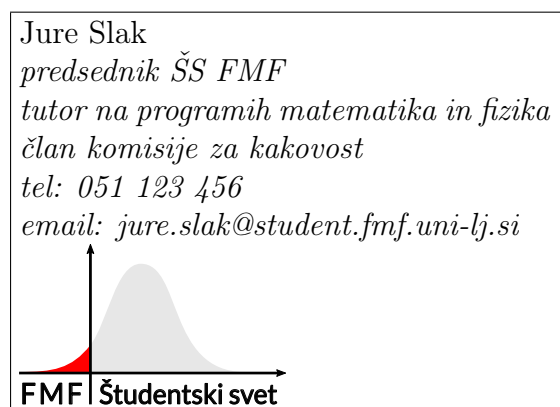 Jure Slak
predsednik ŠS FMF
tutor na programih matematika in fizika
član komisije za kakovost
tel: 051 123 456
email: jure.slak@student.fmf.uni-lj.si
FMF Študentski svet